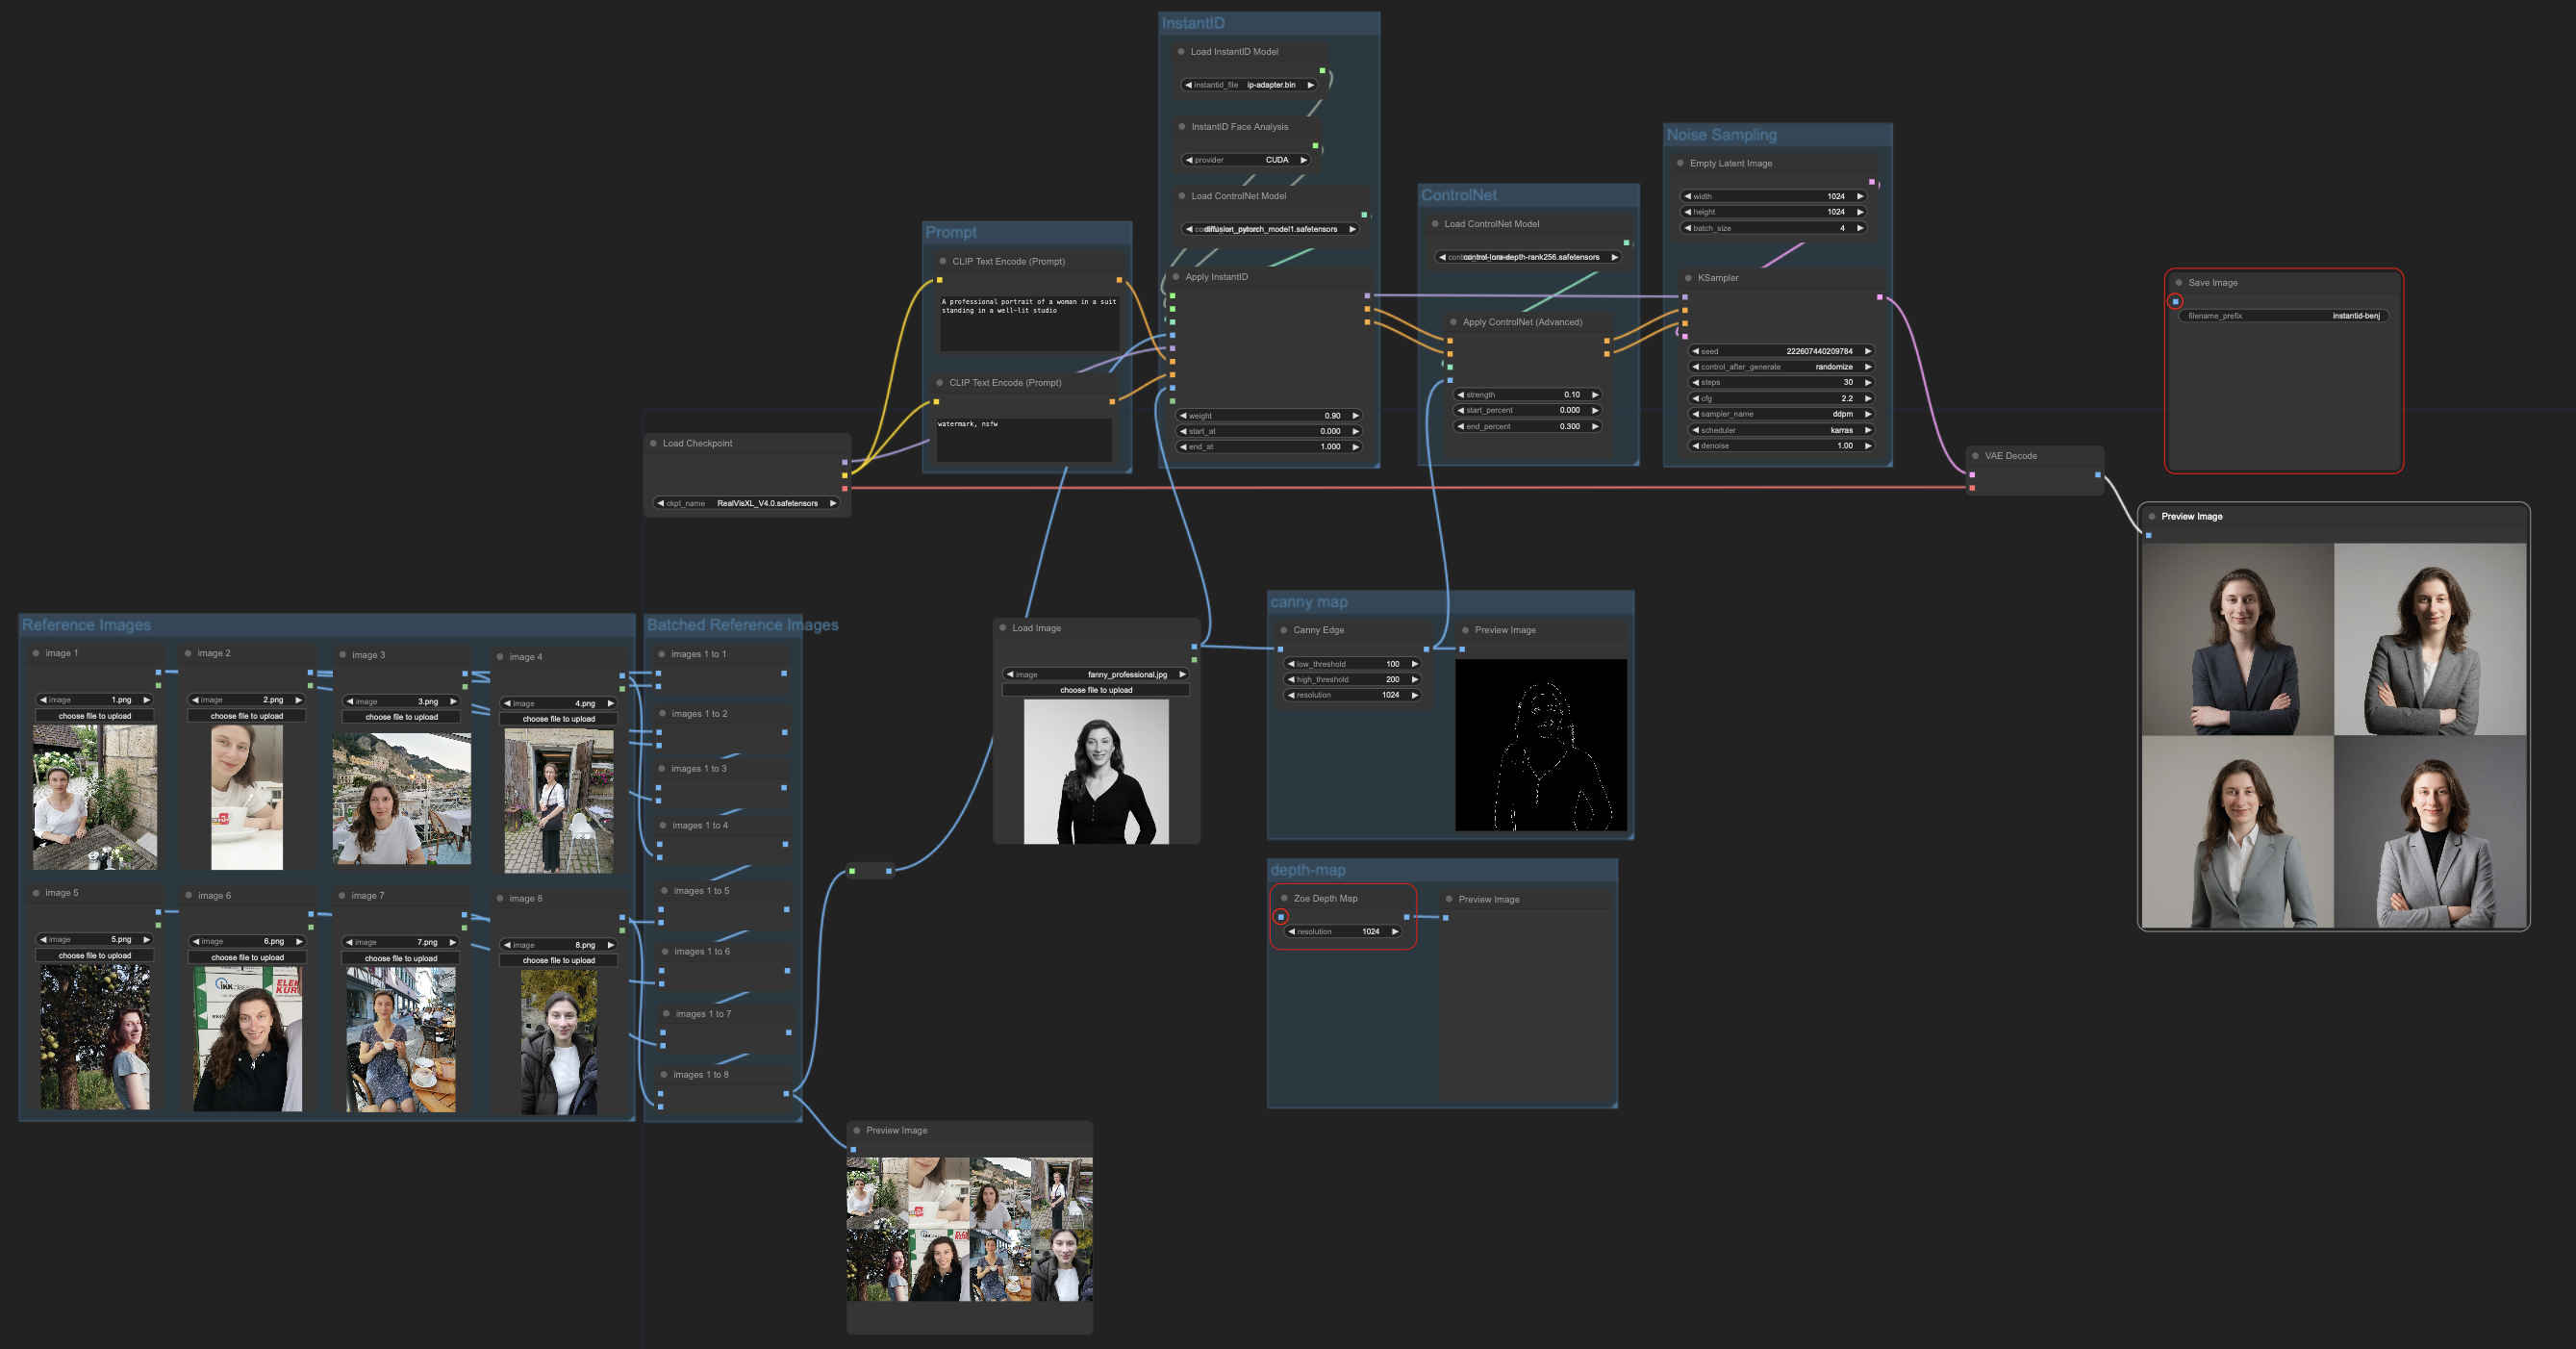 InstantID
Load InstantID Model
instantid_file ip-adapter.bin
InstantID Face Analysis
provider CUDA
Load ControlNet Model
diffusion_pytorch_model1.safetensors
Apply InstantID
weight 0.90
start_at 0.000
end_at 1.000
Prompt
CLIP Text Encode (Prompt)
A professional portrait of a woman in a suit
standing in a well-lit studio
CLIP Text Encode (Prompt)
watermark, nsfw
Load Checkpoint
ckpt_name RealVisXL_V4.0.safetensors
ControlNet
Load ControlNet Model
control-lora-depth-rank256.safetensors
Apply ControlNet (Advanced)
strength 0.10
start_percent 0.000
end_percent 0.300
Noise Sampling
Empty Latent Image
width 1024
height 1024
batch_size 4
KSampler
seed 222607440209784
control_after_generate randomize
steps 30
cfg 2.2
sampler_name ddpm
scheduler karras
denoise 1.00
VAE Decode
Save Image
filename_prefix instantid-benj
Preview Image
Reference Images
image 1
image 1.png
choose file to upload
image 2
image 2.png
choose file to upload
image 3
image 3.png
choose file to upload
image 4
image 4.png
choose file to upload
image 5
image 5.png
choose file to upload
image 6
image 6.png
choose file to upload
IKK
image 7
image 7.png
choose file to upload
image 8
image 8.png
choose file to upload
Batched Reference Images
images 1 to 1
images 1 to 2
images 1 to 3
images 1 to 4
images 1 to 5
images 1 to 6
images 1 to 7
images 1 to 8
Load Image
image fanny_professional.jpg
choose file to upload
canny map
Canny Edge
low_threshold 100
high_threshold 200
resolution 1024
Preview Image
depth-map
Zoe Depth Map
resolution 1024
Preview Image
Preview Image